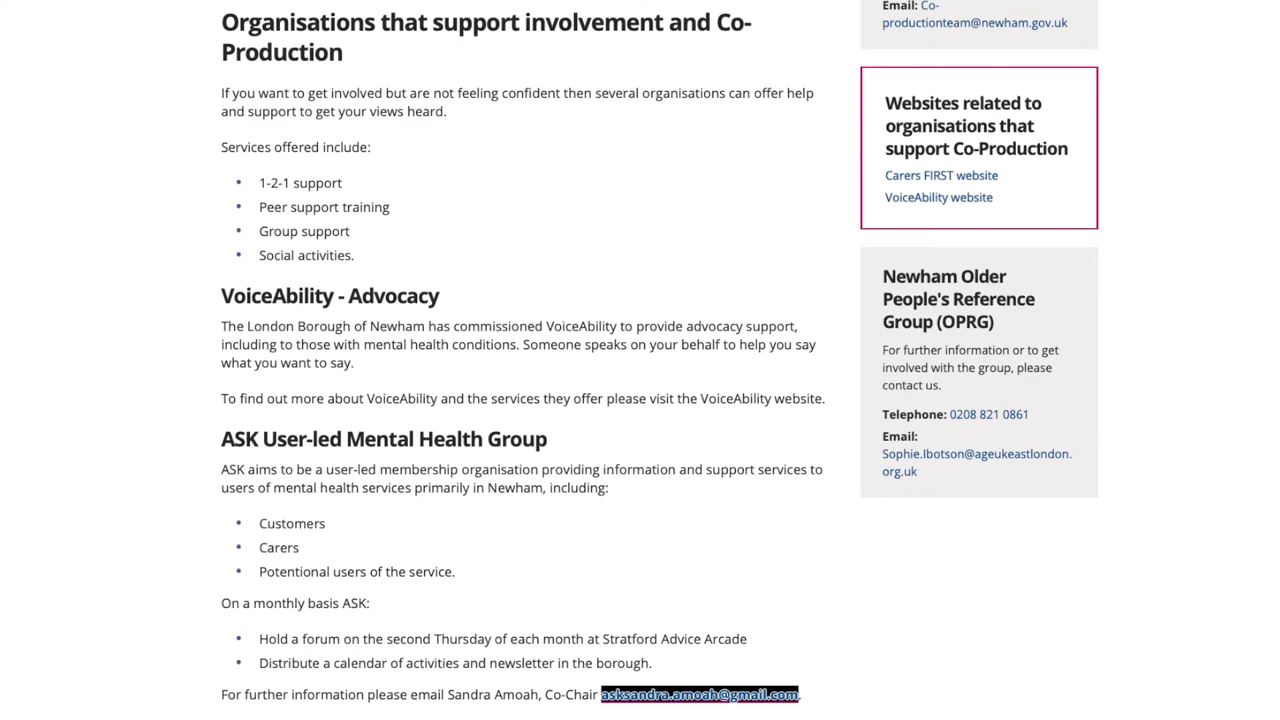 Organisations that support involvement and Co-
Production
If you want to get involved but are not feeling confident then several organisations can offer help
and support to get your views heard.
Services offered include:
1-2-1 support
Peer support training
Group support
Social activities.
VoiceAbility - Advocacy
The London Borough of Newham has commissioned VoiceAbility to provide advocacy support,
including to those with mental health conditions. Someone speaks on your behalf to help you say
what you want to say.
To find out more about VoiceAbility and the services they offer please visit the VoiceAbility website.
ASK User-led Mental Health Group
ASK aims to be a user-led membership organisation providing information and support services to
users of mental health services primarily in Newham, including:
Customers
Carers
Potentional users of the service.
On a monthly basis ASK:
Hold a forum on the second Thursday of each month at Stratford Advice Arcade
Distribute a calendar of activities and newsletter in the borough.
For further information please email Sandra Amoah, Co-Chair asksandra.amoah@gmail.com.
Email: Co-
productionteam@newham.gov.uk
Websites related to
organisations that
support Co-Production
Carers FIRST website
VoiceAbility website
Newham Older
People's Reference
Group (OPRG)
For further information or to get
involved with the group, please
contact us.
Telephone: 0208 821 0861
Email:
Sophie.lbotson@ageukeastlondon.
org.uk